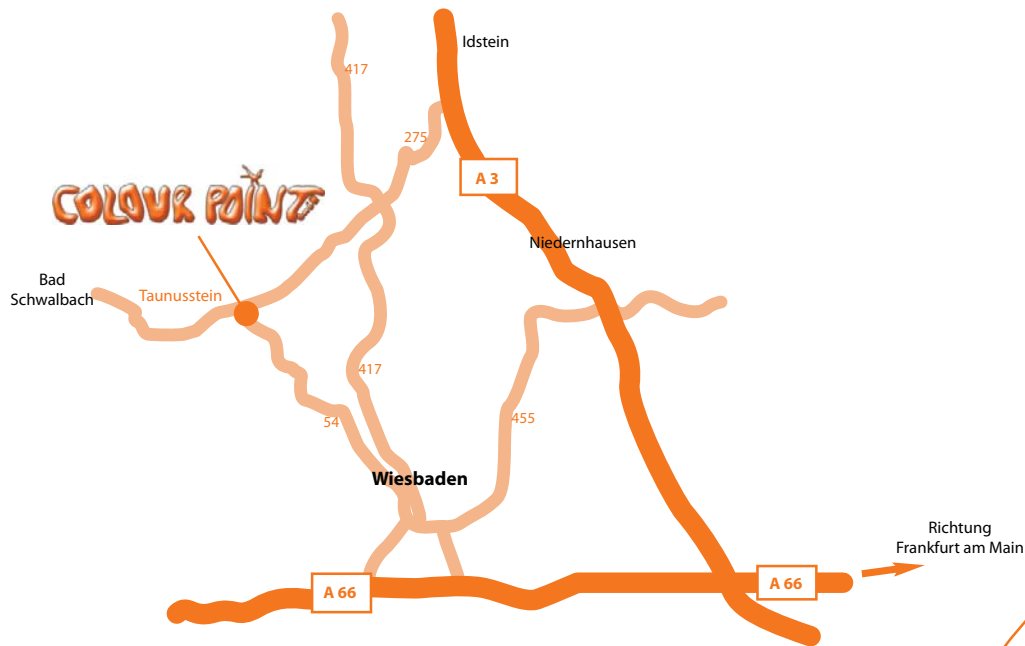 Idstein
417
275
A 3
COLOUR POINT
Niedernhausen
Bad
Schwalbach
Taunusstein
417
54
455
Wiesbaden
Richtung
Frankfurt am Main
A 66
A 66